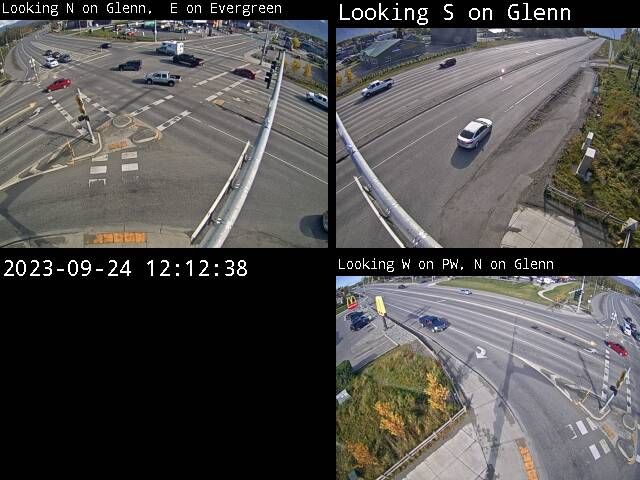 Looking N on Glenn,  E on Evergreen
Looking S on Glenn
2023-09-24 12:12:38
Looking W on PW, N on Glenn